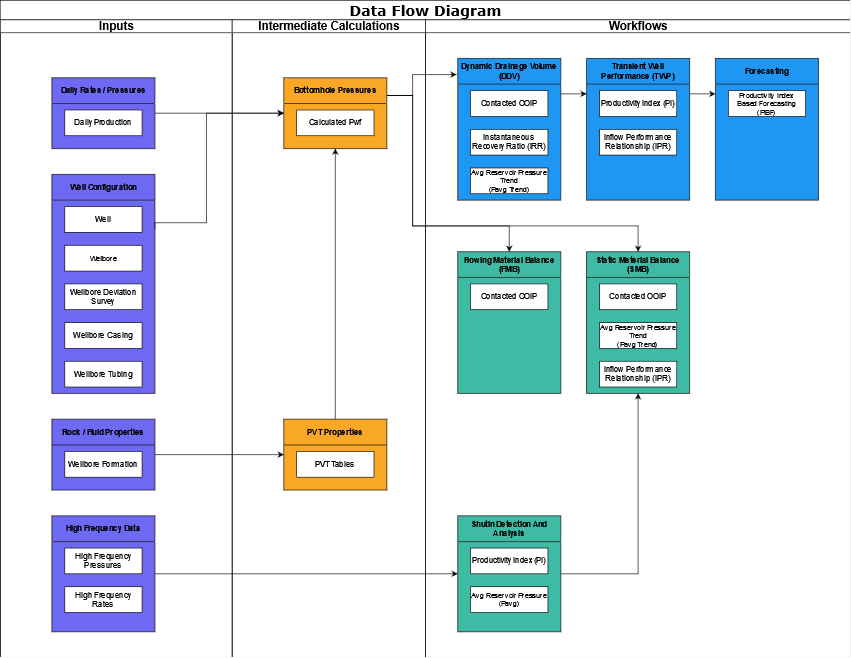 Data Flow Diagram
Inputs
Intermediate Calculations
Workflows
Daily Rates / Pressures
Daily Production
Well Configuration
Well
Wellbore
Wellbore Deviation
Survey
Wellbore Casing
Wellbore Tubing
Rock / Fluid Properties
Wellbore Formation
High Frequency Data
High Frequency
Pressures
High Frequency
Rates
Bottomhole Pressures
Calculated Pwf
PVT Properties
PVT Tables
Dynamic Drainage Volume
(DDV)
Contacted OOIP
Instantaneous
Recovery Ratio (IRR)
Avg Reservoir Pressure
Trend
(Pavg Trend)
Transient Well
Performance (TWP)
Productivity Index (PI)
Inflow Performance
Relationship (IPR)
Forecasting
Productivity Index
Based Forecasting
(PIBF)
Flowing Material Balance
(FMB)
Contacted OOIP
Static Material Balance
(SMB)
Contacted OOIP
Avg Reservoir Pressure
Trend
(Pavg Trend)
Inflow Performance
Relationship (IPR)
Shutin Detection And
Analysis
Productivity Index (PI)
Avg Reservoir Pressure
(Pavg)